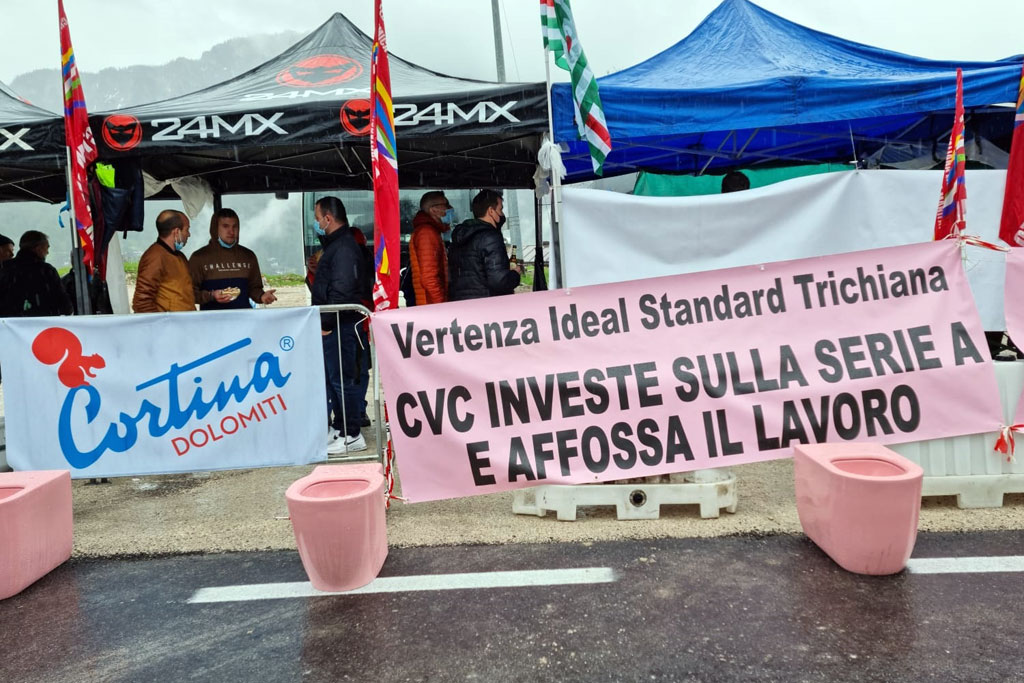 24MX
24MX
24MX
CHALLENGE
Cortina®
DOLOMITI
Vertenza Ideal Standard Trichiana
CVC INVESTE SULLA SERIE A
E AFFOSSA IL LAVORO